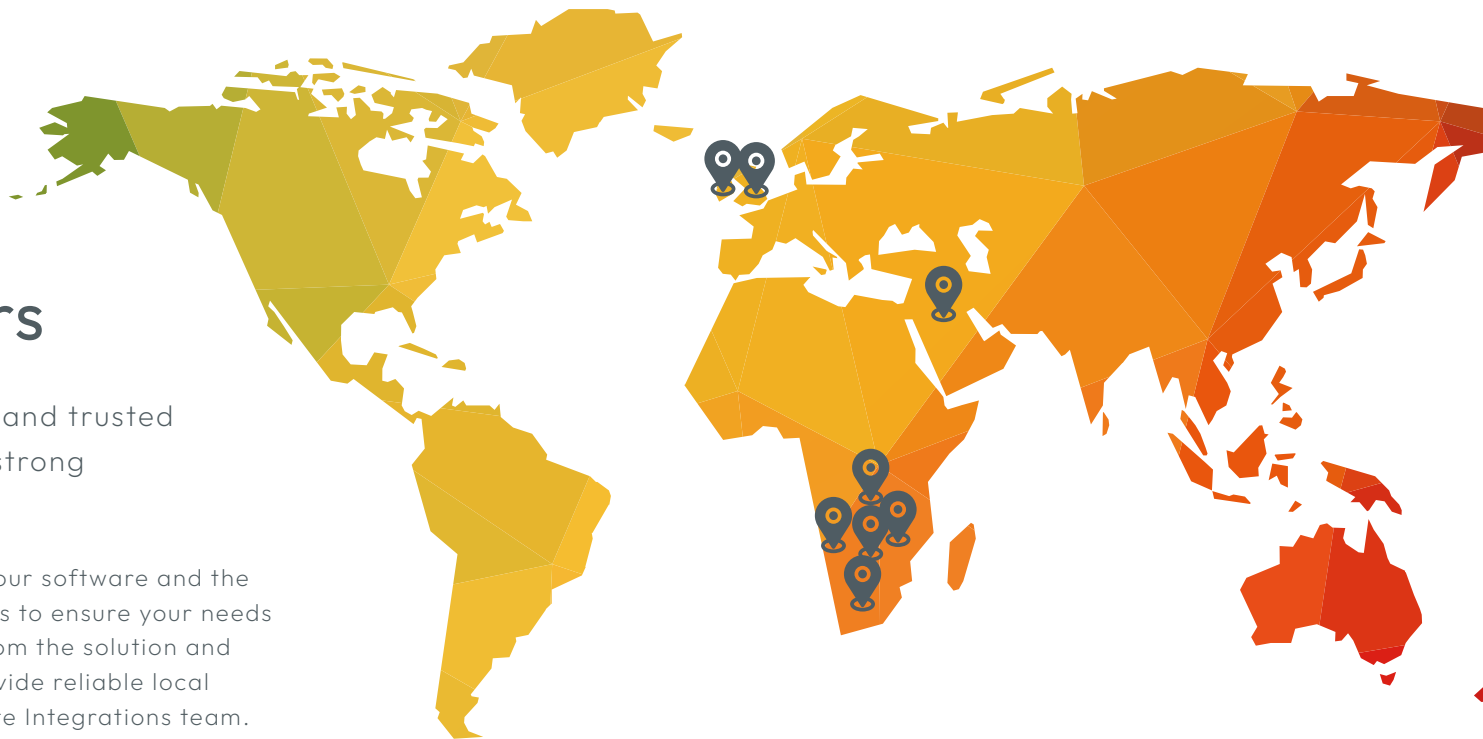 rs
and trusted
strong
our software and the
s to ensure your needs
om the solution and
vide reliable local
e Integrations team.